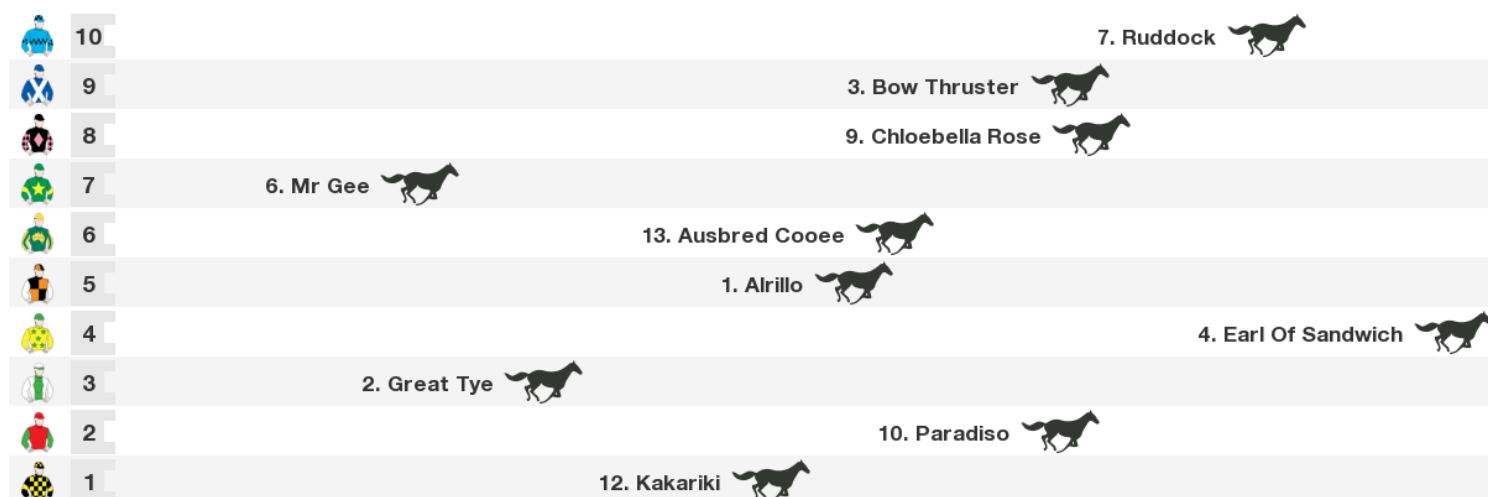 10 7. Ruddock
9 3. Bow Thruster
8 9. Chloebella Rose
7 6. Mr Gee
6 13. Ausbred Cooee
5 1. Alrillo
4 4. Earl Of Sandwich
3 2. Great Tye
2 10. Paradiso
1 12. Kakariki